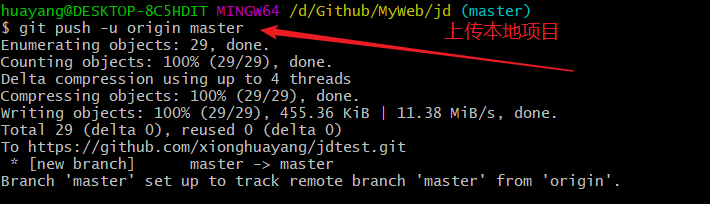 huayang@DESKTOP-8C5HDIT MINGW64 /d/Github/MyWeb/jd (master)
$ git push -u origin master
上传本地项目
Enumerating objects: 29, done.
Counting objects: 100% (29/29), done.
Delta compression using up to 4 threads
Compressing objects: 100% (29/29), done.
Writing objects: 100% (29/29), 455.36 KiB | 11.38 MiB/s, done.
Total 29 (delta 0), reused 0 (delta 0)
To https://github.com/xionghuayang/jdtest.git
 * [new branch]      master -> master
Branch 'master' set up to track remote branch 'master' from 'origin'.